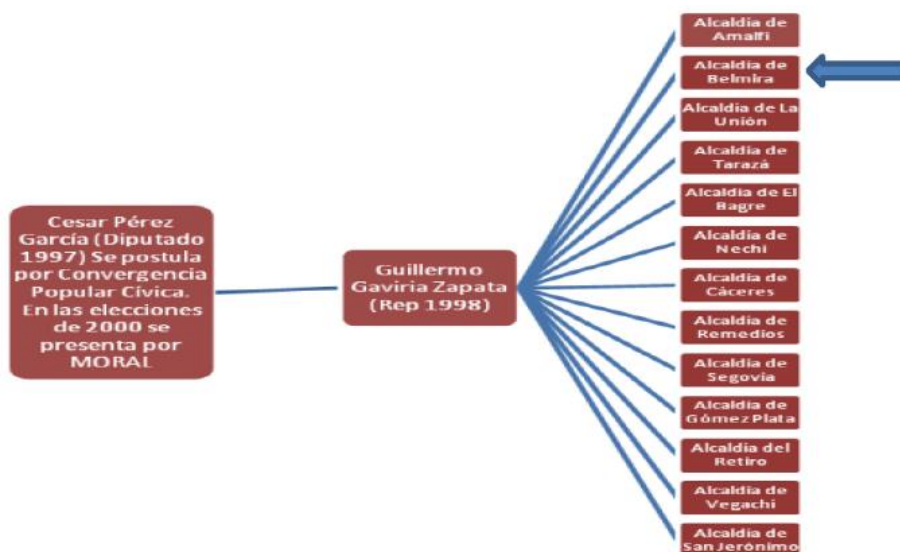 Cesar Pérez
García (Diputado
1997) Se postula
por Convergencia
Popular Cívica.
En las elecciones
de 2000 se
presenta por
MORAL
Guillermo
Gaviria Zapata
(Rep 1998)
Alcaldía de
Amalfi
Alcaldía de
Belmira
Alcaldía de La
Unión
Alcaldía de
Tarazá
Alcaldía de El
Bagre
Alcaldía de
Nechi
Alcaldía de
Cáceres
Alcaldía de
Remedios
Alcaldía de
Segovia
Alcaldía de
Gómez Plata
Alcaldía del
Retiro
Alcaldía de
Vegachi
Alcaldía de
San Jerónimo